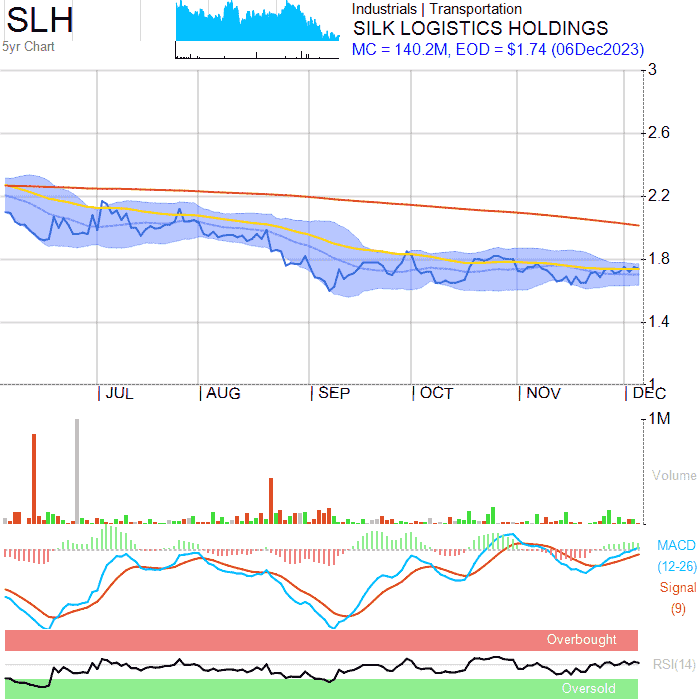 SLH
5yr Chart
Industrials | Transportation
SILK LOGISTICS HOLDINGS
MC = 140.2M, EOD = $1.74 (06Dec2023)
3
2.6
2.2
1.8
1.4
1
JUL
AUG
SEP
OCT
NOV
DEC
1M
Volume
MACD
(12-26)
Signal
(9)
Overbought
RSI(14)
Oversold